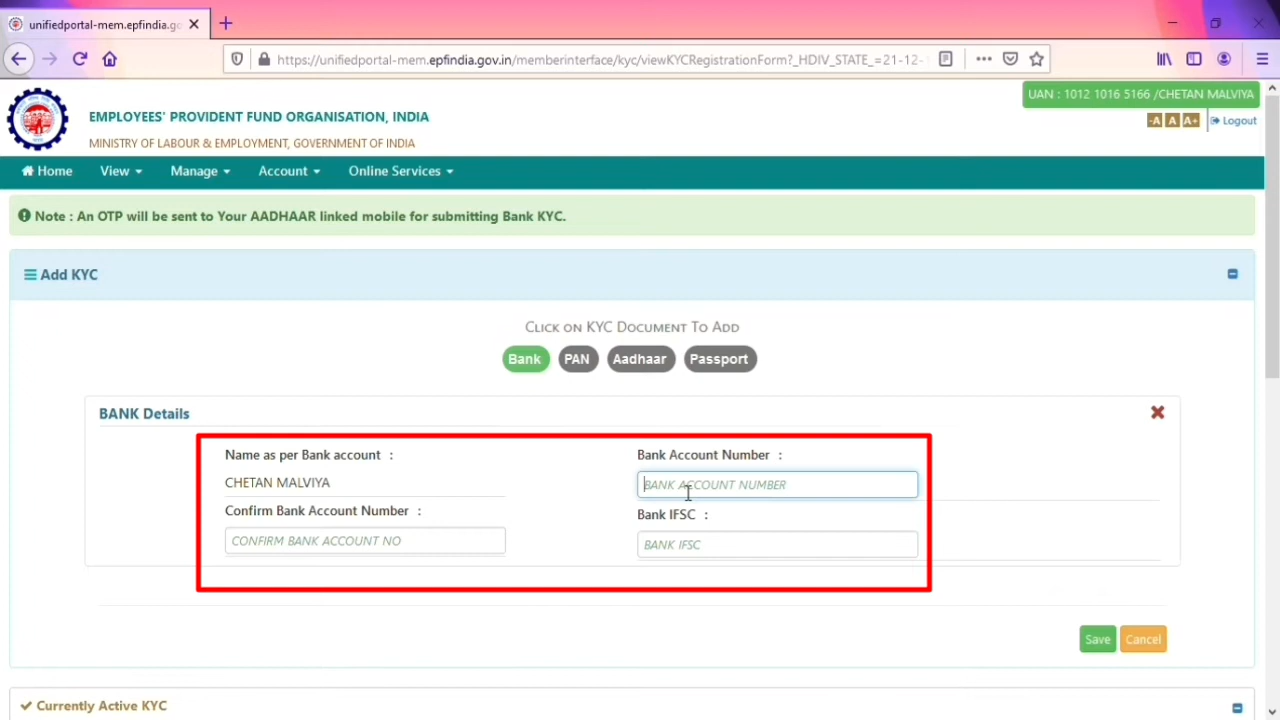 unifiedportal-mem.epfindia.go
https://unifiedportal-mem.epfindia.gov.in/memberinterface/kyc/viewKYCRegistrationForm?_HDIV_STATE_=21-12-
UAN : 1012 1016 5166 /CHETAN MALVIYA
EMPLOYEES' PROVIDENT FUND ORGANISATION, INDIA
-A A A+ Logout
MINISTRY OF LABOUR & EMPLOYMENT, GOVERNMENT OF INDIA
Home View Manage Account Online Services
Note : An OTP will be sent to Your AADHAAR linked mobile for submitting Bank KYC.
Add KYC
CLICK ON KYC DOCUMENT TO ADD
Bank PAN Aadhaar Passport
BANK Details
Name as per Bank account : Bank Account Number :
CHETAN MALVIYA BANK ACCOUNT NUMBER
Confirm Bank Account Number : Bank IFSC :
CONFIRM BANK ACCOUNT NO BANK IFSC
Save Cancel
Currently Active KYC